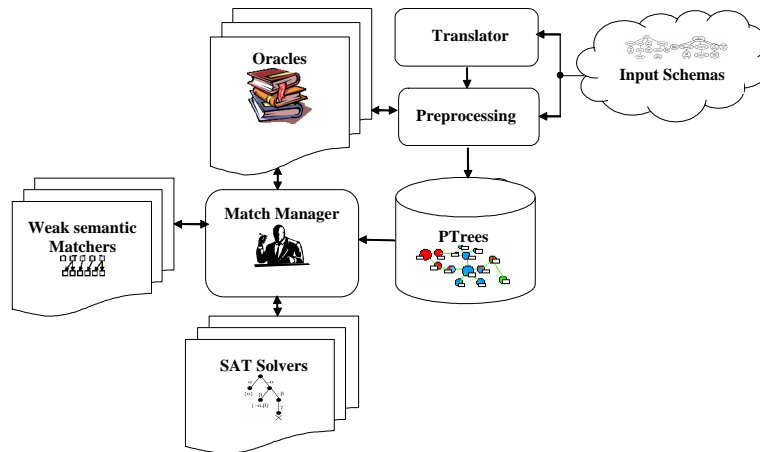 Oracles
Translator
Input Schemas
Preprocessing
Weak semantic
Matchers
Match Manager
PTrees
SAT Solvers